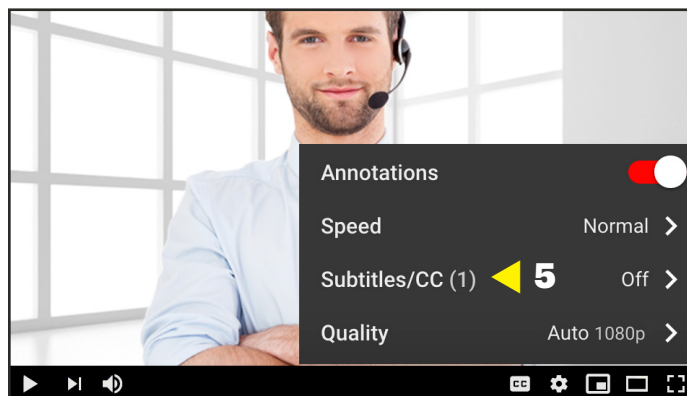 Annotations
Speed Normal
Subtitles/CC (1) 5 Off
Quality Auto 1080p
CC